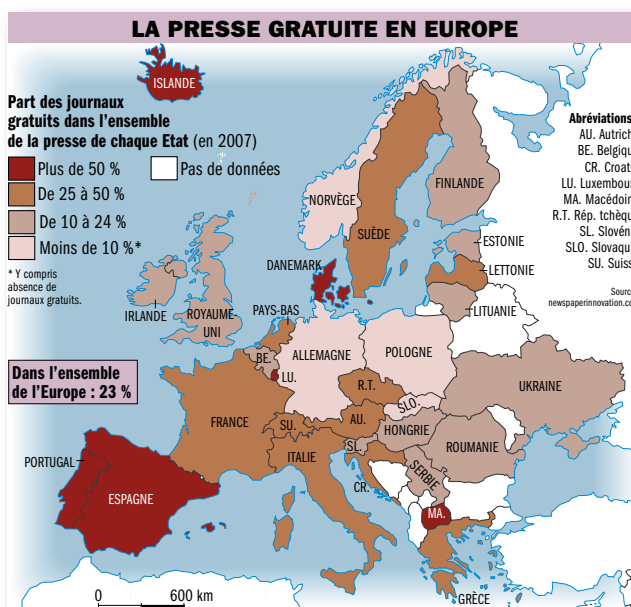 LA PRESSE GRATUITE EN EUROPE
ISLANDE
Part des journaux
gratuits dans l'ensemble
de la presse de chaque Etat (en 2007)
Plus de 50 %
Pas de données
De 25 à 50 %
De 10 à 24 %
Moins de 10 %*
* Y compris
absence de
journaux gratuits.
Abréviations
AU. Autrich
BE. Belgiqu
CR. Croati
LU. Luxembour
MA. Macédoin
R.T. Rép. tchèqu
SL. Slovén
SLO. Slovaqu
SU. Suiss
Sourc
newspaperinnovation.co
NORVÈGE
SUÈDE
FINLANDE
ESTONIE
LETTONIE
LITUANIE
DANEMARK
IRLANDE
ROYAUME
UNI
PAYS-BAS
BE.
LU.
ALLEMAGNE
POLOGNE
Dans l'ensemble
de l'Europe : 23 %
R.T.
SLO.
UKRAINE
FRANCE
SU.
AU.
HONGRIE
ROUMANIE
ITALIE
SL.
CR.
SERBIE
MA.
PORTUGAL
ESPAGNE
GRÈCE
0 600 km